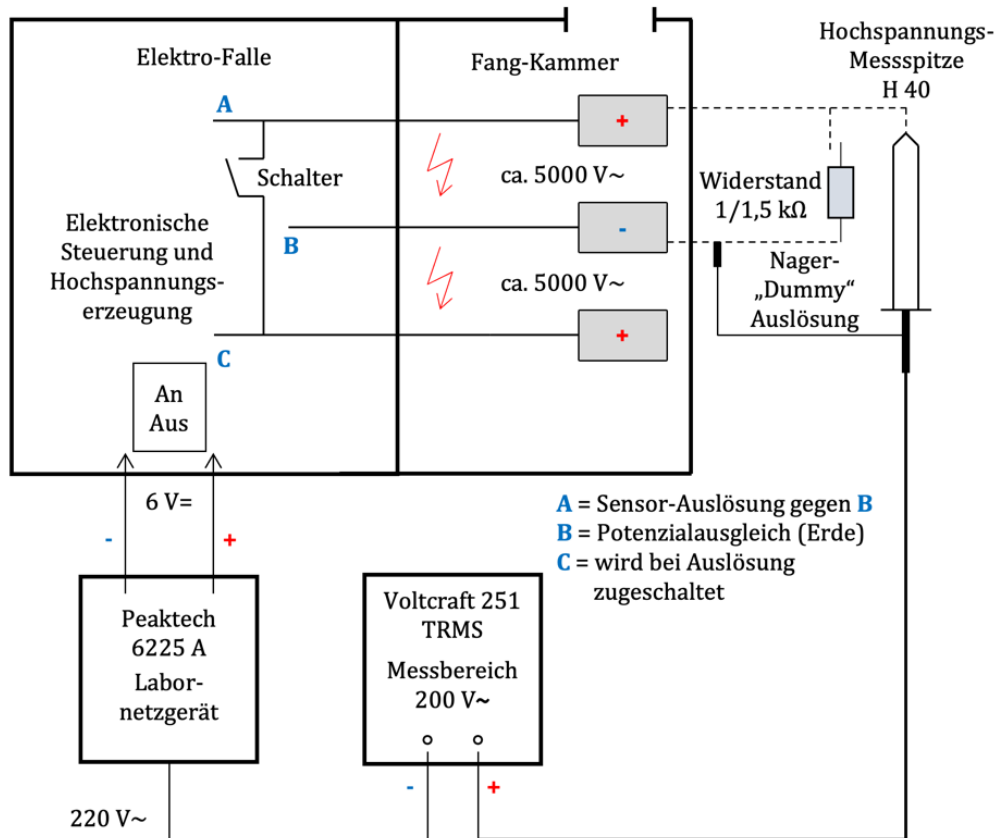 Elektro-Falle
Fang-Kammer
Hochspannungs-
Messspitze
H 40
A
+
Schalter
ca. 5000 V~
Widerstand
1/1,5 kΩ
Elektronische
Steuerung und
Hochspannungs-
erzeugung
B
-
ca. 5000 V~
Nager-
„Dummy“
Auslösung
C
+
An
Aus
6 V=
-
+
A = Sensor-Auslösung gegen B
B = Potenzialausgleich (Erde)
C = wird bei Auslösung
zugeschaltet
Peaktech
6225 A
Labor-
netzgerät
Voltcraft 251
TRMS
Messbereich
200 V~
-
+
220 V~